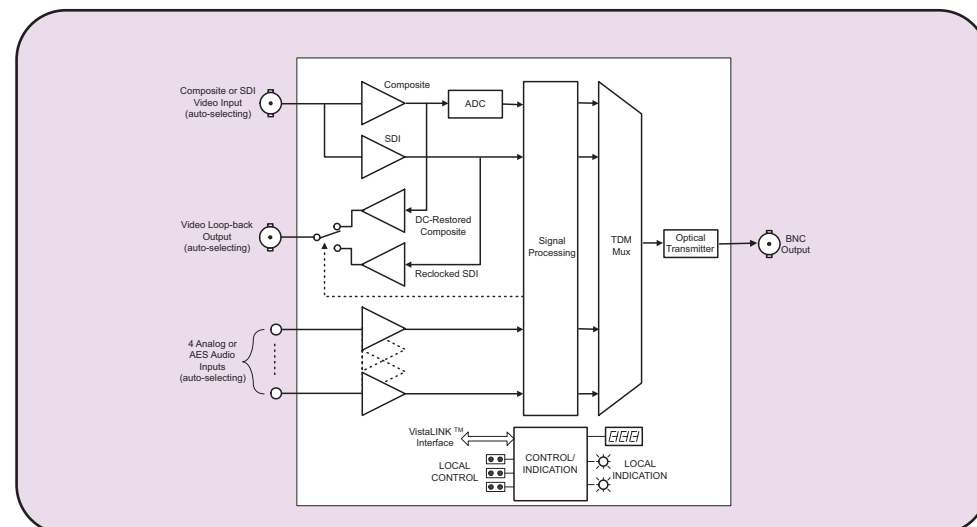 Composite or SDI
Video Input
(auto-selecting)
Composite
ADC
SDI
Video Loop-back
Output
(auto-selecting)
DC-Restored
Composite
Reclocked SDI
Signal
Processing
TDM
Mux
Optical
Transmitter
BNC
Output
4 Analog or
AES Audio
Inputs
(auto-selecting)
VistaLINK TM
Interface
LOCAL
CONTROL
CONTROL/
INDICATION
LOCAL
INDICATION